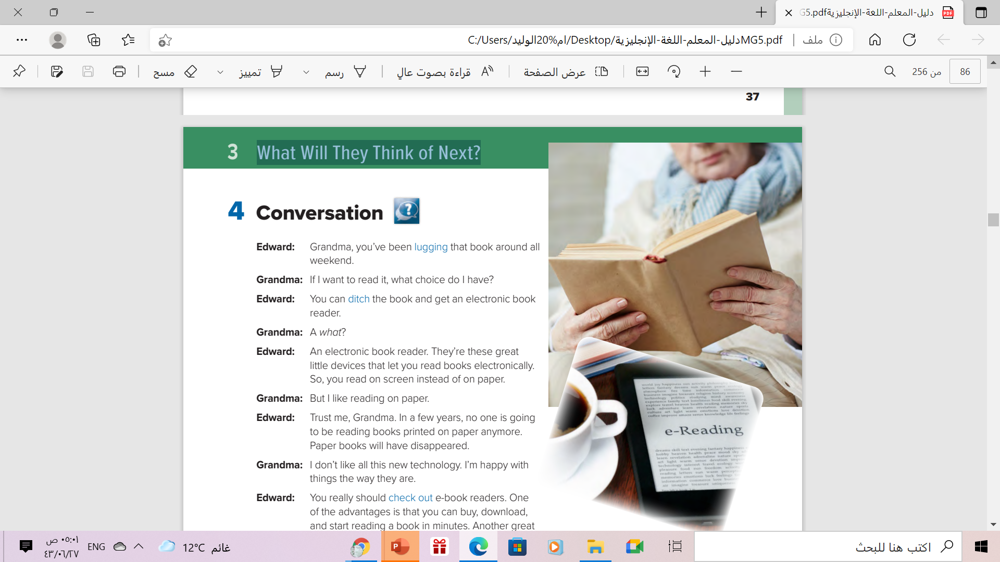 دليل-المعلم-اللغة-الإنجليزيةG5.pdf
C:/Users/ام%20الوليد/Desktop/دليل-المعلم-اللغة-الإنجليزيةMG5.pdf
ملف
مسح
تمييز
رسم
قراءة بصوت عالٍ
عرض الصفحة
من 256
86
37
3 What Will They Think of Next?
4 Conversation
Edward: Grandma, you've been lugging that book around all
weekend.
Grandma: If I want to read it, what choice do I have?
Edward: You can ditch the book and get an electronic book
reader.
Grandma: A what?
Edward: An electronic book reader. They're these great
little devices that let you read books electronically.
So, you read on screen instead of on paper.
Grandma: But I like reading on paper.
Edward: Trust me, Grandma. In a few years, no one is going
to be reading books printed on paper anymore.
Paper books will have disappeared.
Grandma: I don't like all this new technology. I'm happy with
things the way they are.
Edward: You really should check out e-book readers. One
of the advantages is that you can buy, download,
and start reading a book in minutes. Another great
e-Reading
٠٥:٠١ ص
٤٣/٠٦/٢٧
ENG
12°C غائم
اكتب هنا للبحث